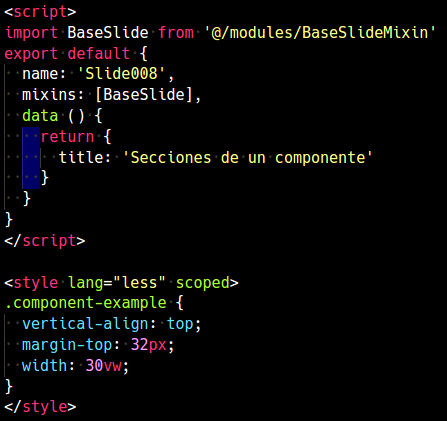 <script>
import BaseSlide from '@/modules/BaseSlideMixin'
export default {
  name: 'Slide008',
  mixins: [BaseSlide],
  data () {
    return {
      title: 'Secciones de un componente'
    }
  }
}
</script>

<style lang="less" scoped>
.component-example {
  vertical-align: top;
  margin-top: 32px;
  width: 30vw;
}
</style>